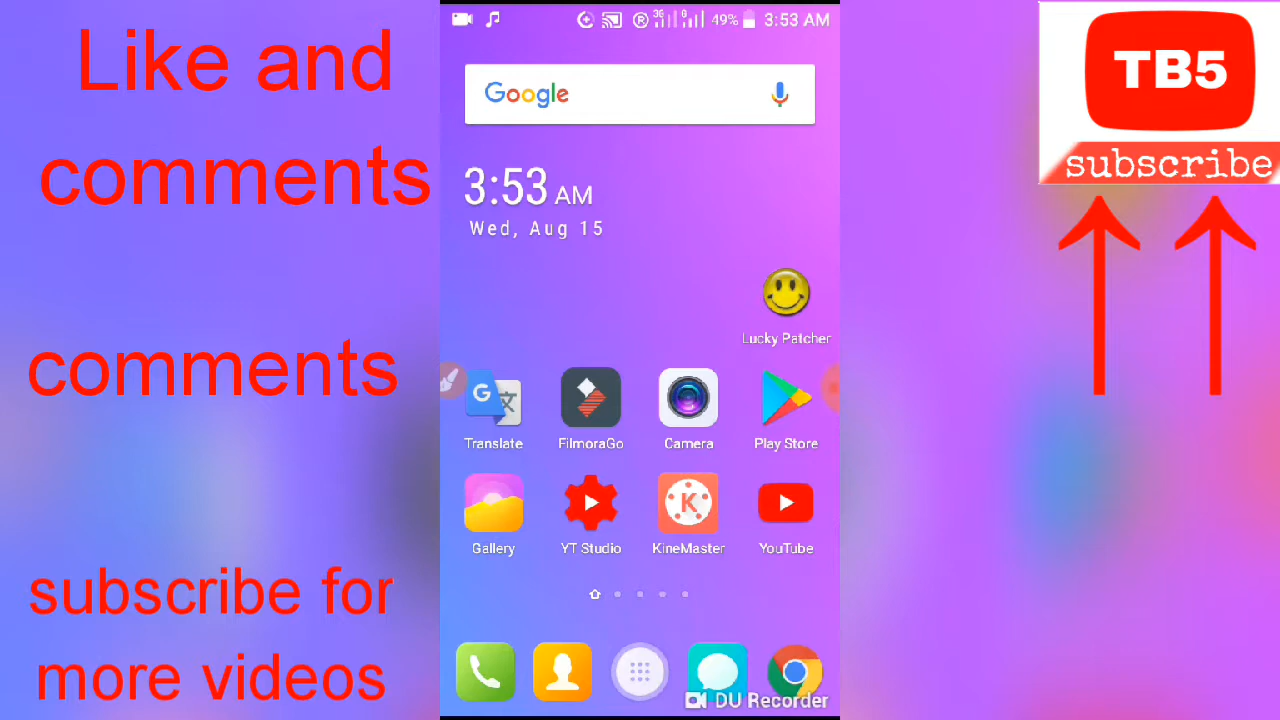 Like and
comments
comments
subscribe for
more videos
49% 3:53 AM
Google
3:53 AM
Wed, Aug 15
Lucky Patcher
Translate
FilmoraGo
Camera
Play Store
Gallery
YT Studio
KineMaster
YouTube
DU Recorder
TB5
subscribe